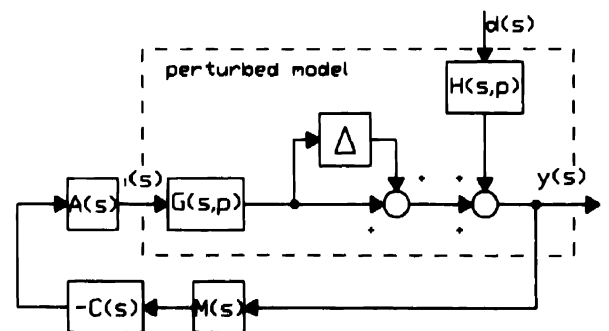 d(s)
perturbed model
H(s,p)
Δ
y(s)
(s)
A(s)
G(s,p)
+ +
+ +
-C(s)
M(s)